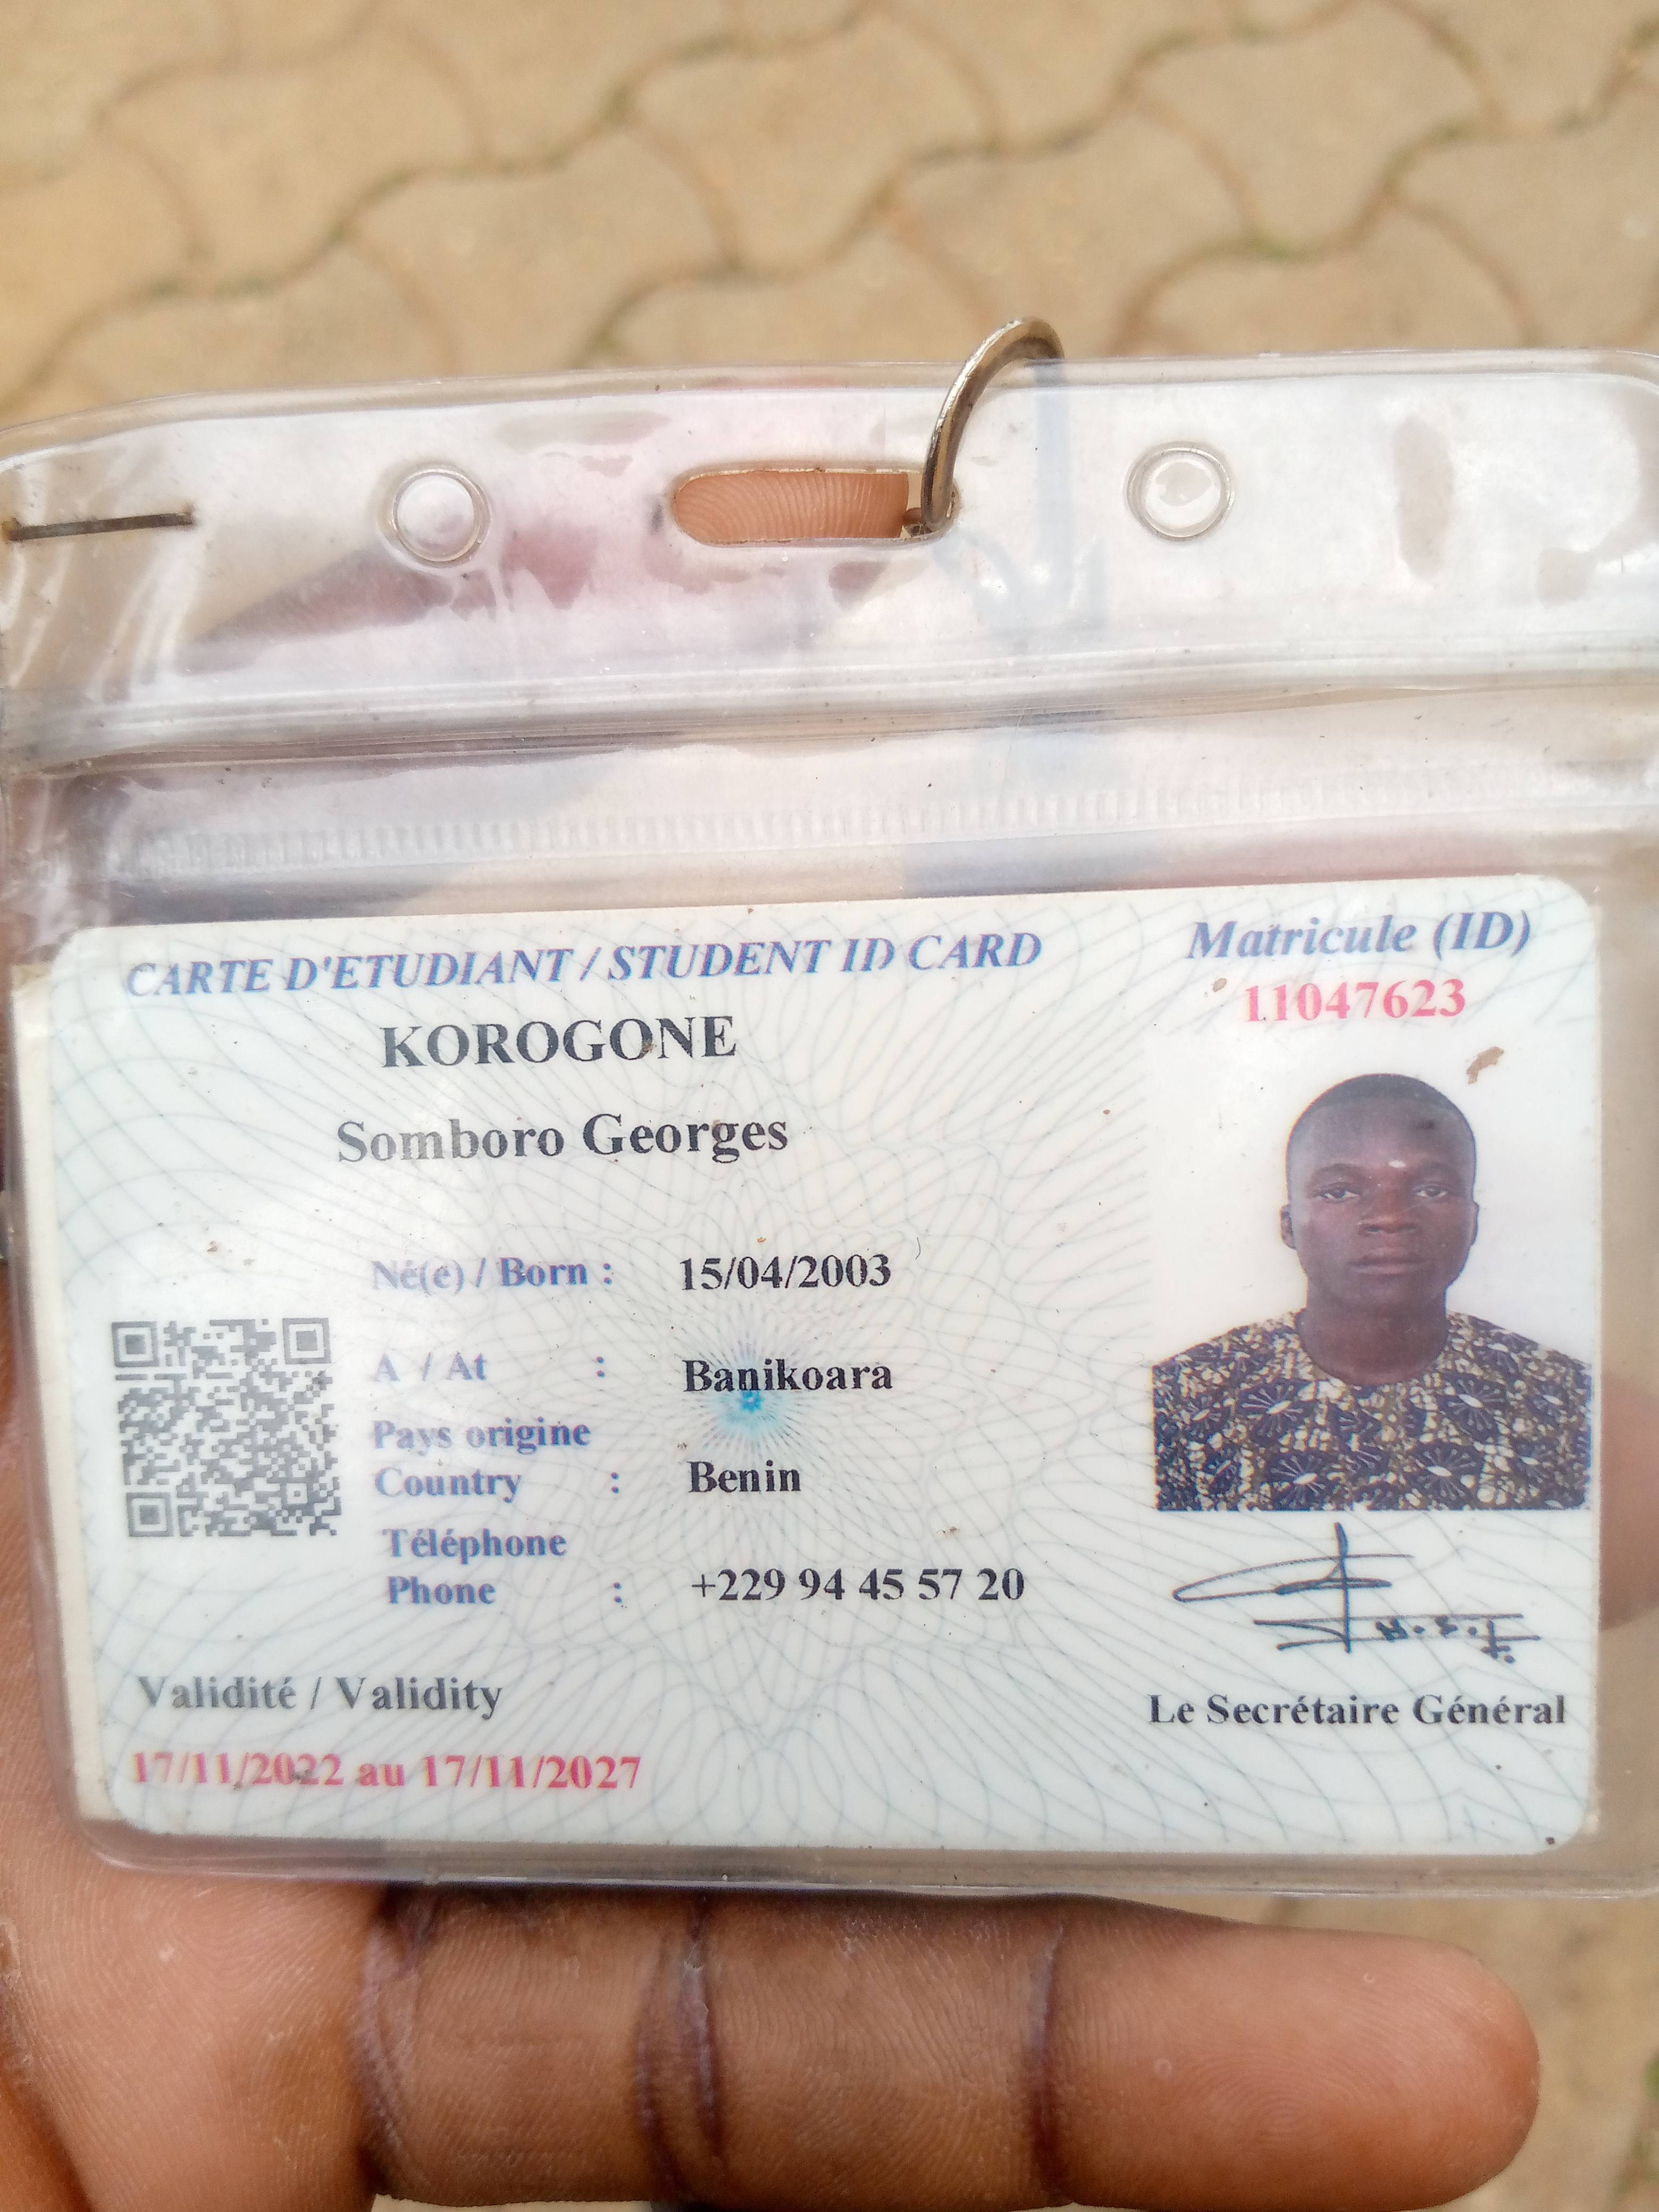 CARTE D'ETUDIANT / STUDENT ID CARD
Matricule (ID)
11047623
KOROGONE
Somboro Georges
Né(e) / Born : 15/04/2003
A / At : Banikoara
Pays origine
Country : Benin
Téléphone
Phone : +229 94 45 57 20
Validité / Validity
17/11/2022 au 17/11/2027
Le Secrétaire Général